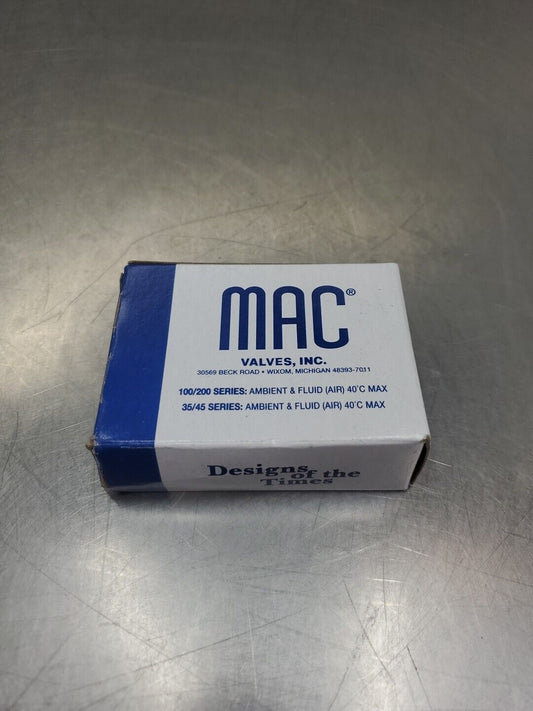 MAC®
VALVES, INC.
30569 BECK ROAD • WIXOM, MICHIGAN 48393-7011
100/200 SERIES: AMBIENT & FLUID (AIR) 40°C MAX
35/45 SERIES: AMBIENT & FLUID (AIR) 40°C MAX
Designs of the
Times